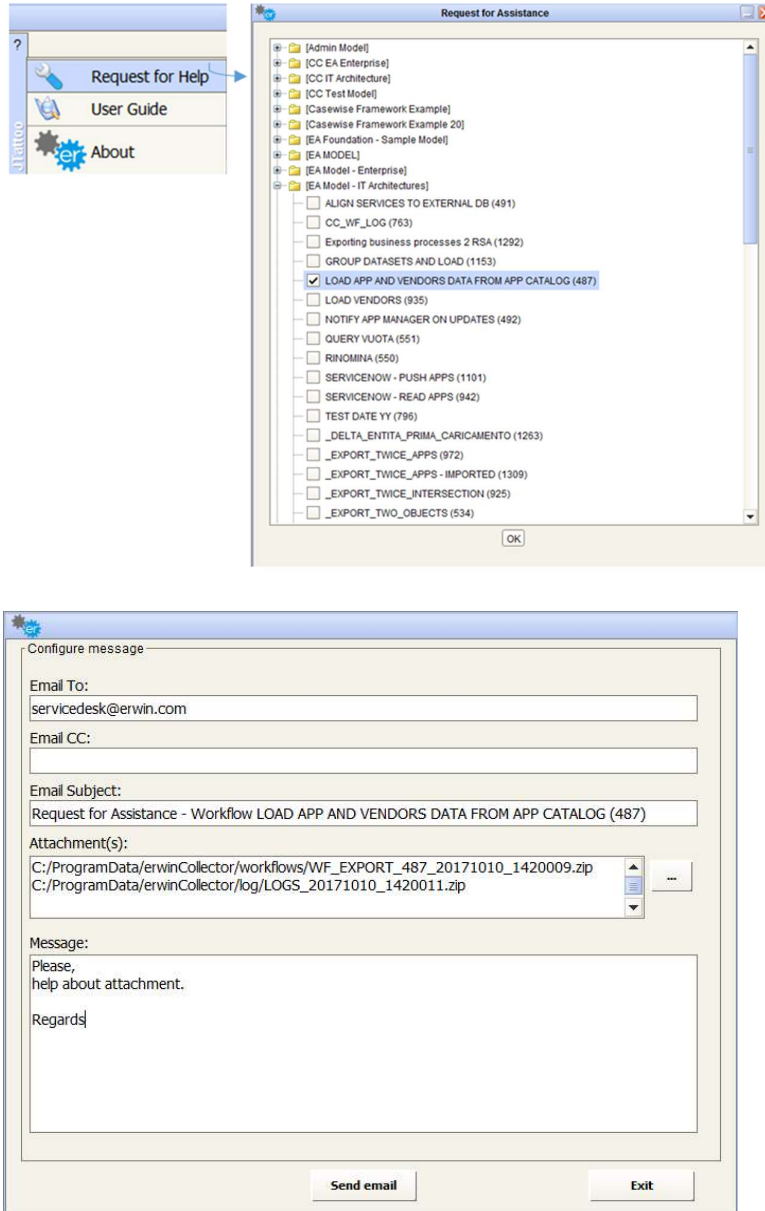 Request for Assistance
?
Request for Help
User Guide
About
JTattoo
er
[Admin Model]
[CC EA Enterprise]
[CC IT Architecture]
[CC Test Model]
[Casewise Framework Example]
[Casewise Framework Example 20]
[EA Foundation - Sample Model]
[EA MODEL]
[EA Model - Enterprise]
[EA Model - IT Architectures]
ALIGN SERVICES TO EXTERNAL DB (491)
CC_WF_LOG (763)
Exporting business processes 2 RSA (1292)
GROUP DATASETS AND LOAD (1153)
LOAD APP AND VENDORS DATA FROM APP CATALOG (487)
LOAD VENDORS (935)
NOTIFY APP MANAGER ON UPDATES (492)
QUERY VUOTA (551)
RINOMINA (550)
SERVICENOW - PUSH APPS (1101)
SERVICENOW - READ APPS (942)
TEST DATE YY (796)
_DELTA_ENTITA_PRIMA_CARICAMENTO (1263)
_EXPORT_TWICE_APPS (972)
_EXPORT_TWICE_APPS - IMPORTED (1309)
_EXPORT_TWICE_INTERSECTION (925)
_EXPORT_TWO_OBJECTS (534)
OK
er
Configure message
Email To:
servicedesk@erwin.com
Email CC:
Email Subject:
Request for Assistance - Workflow LOAD APP AND VENDORS DATA FROM APP CATALOG (487)
Attachment(s):
C:/ProgramData/erwinCollector/workflows/WF_EXPORT_487_20171010_1420009.zip
C:/ProgramData/erwinCollector/log/LOGS_20171010_1420011.zip
...
Message:
Please,
help about attachment.
Regards
Send email
Exit